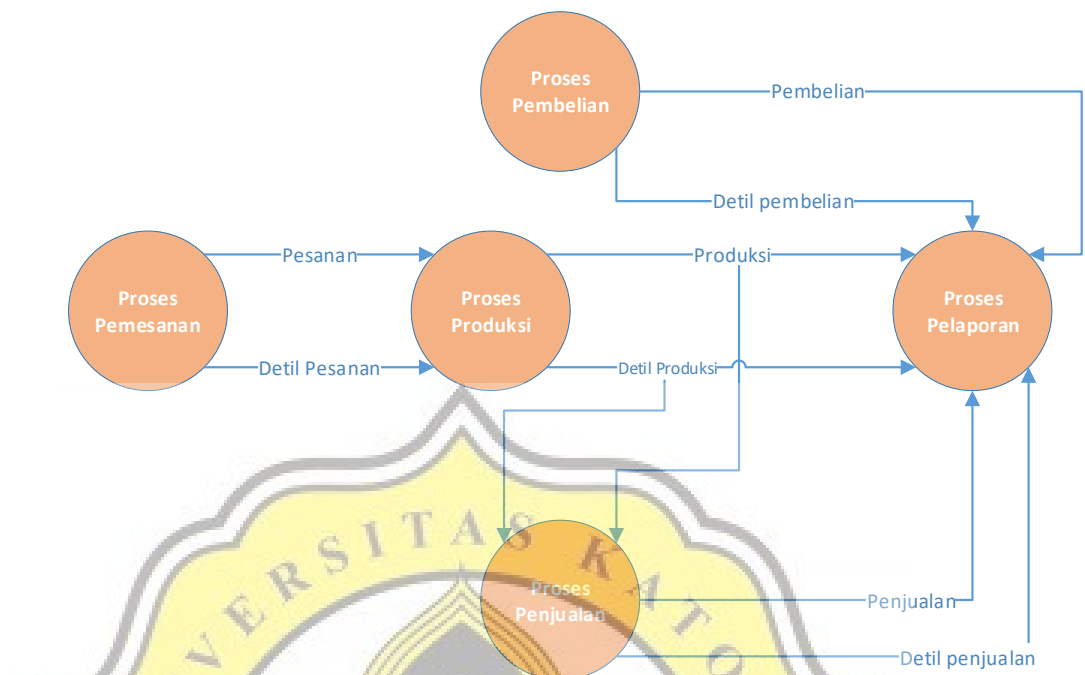 Proses
Pembelian
Pembelian
Detil pembelian
Pesanan
Produksi
Proses
Pemesanan
Proses
Produksi
Proses
Pelaporan
Detil Pesanan
Detil Produksi
VERSITAS KATO
Proses
Penjualan
Penjualan
Detil penjualan